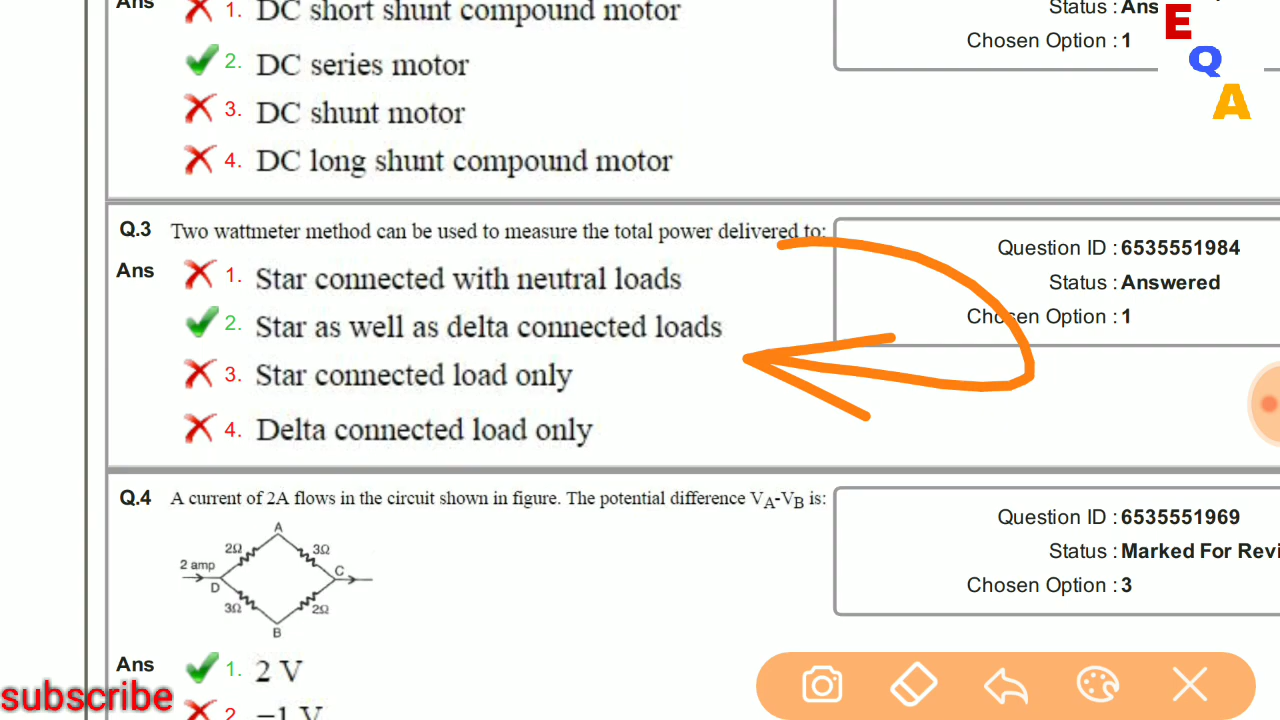 Ans
1. DC short shunt compound motor
2. DC series motor
3. DC shunt motor
4. DC long shunt compound motor
Status : Ans
Chosen Option : 1
E
Q
A
Q.3 Two wattmeter method can be used to measure the total power delivered to:
Ans
1. Star connected with neutral loads
2. Star as well as delta connected loads
3. Star connected load only
4. Delta connected load only
Question ID : 6535551984
Status : Answered
Chosen Option : 1
Q.4 A current of 2A flows in the circuit shown in figure. The potential difference VA-VB is:
A
2Ω 3Ω
2 amp
D C
3Ω 2Ω
B
Ans
1. 2 V
2. −1 V
Question ID : 6535551969
Status : Marked For Revi
Chosen Option : 3
subscribe